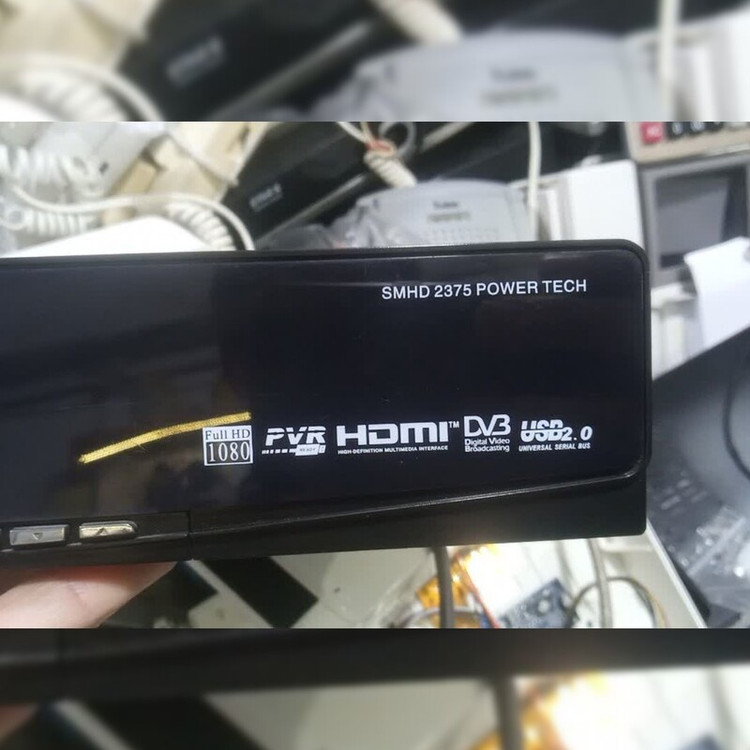 SMHD 2375 POWER TECH
Full HD
1080
PVR
READY
HDMI™
HIGH-DEFINITION MULTIMEDIA INTERFACE
DVB
Digital Video
Broadcasting
USB2.0
UNIVERSAL SERIAL BUS